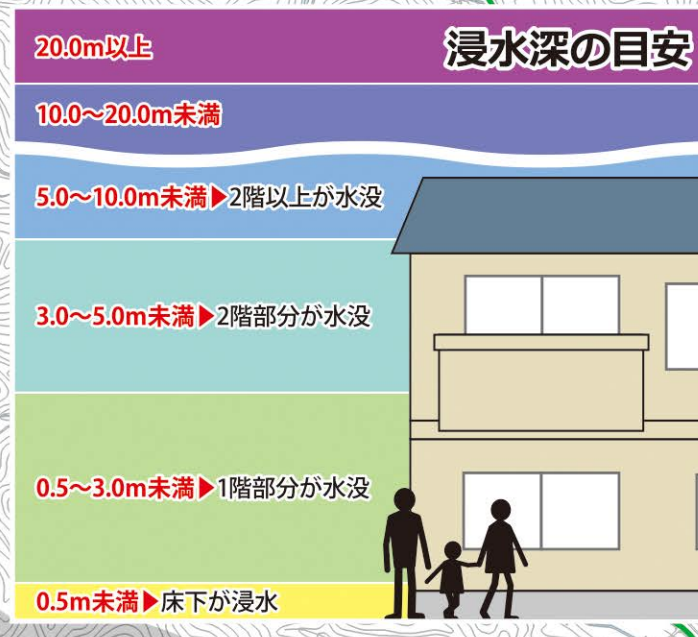 浸水深の目安
20.0m以上
10.0～20.0m未満
5.0～10.0m未満▶2階以上が水没
3.0～5.0m未満▶2階部分が水没
0.5～3.0m未満▶1階部分が水没
0.5m未満▶床下が浸水